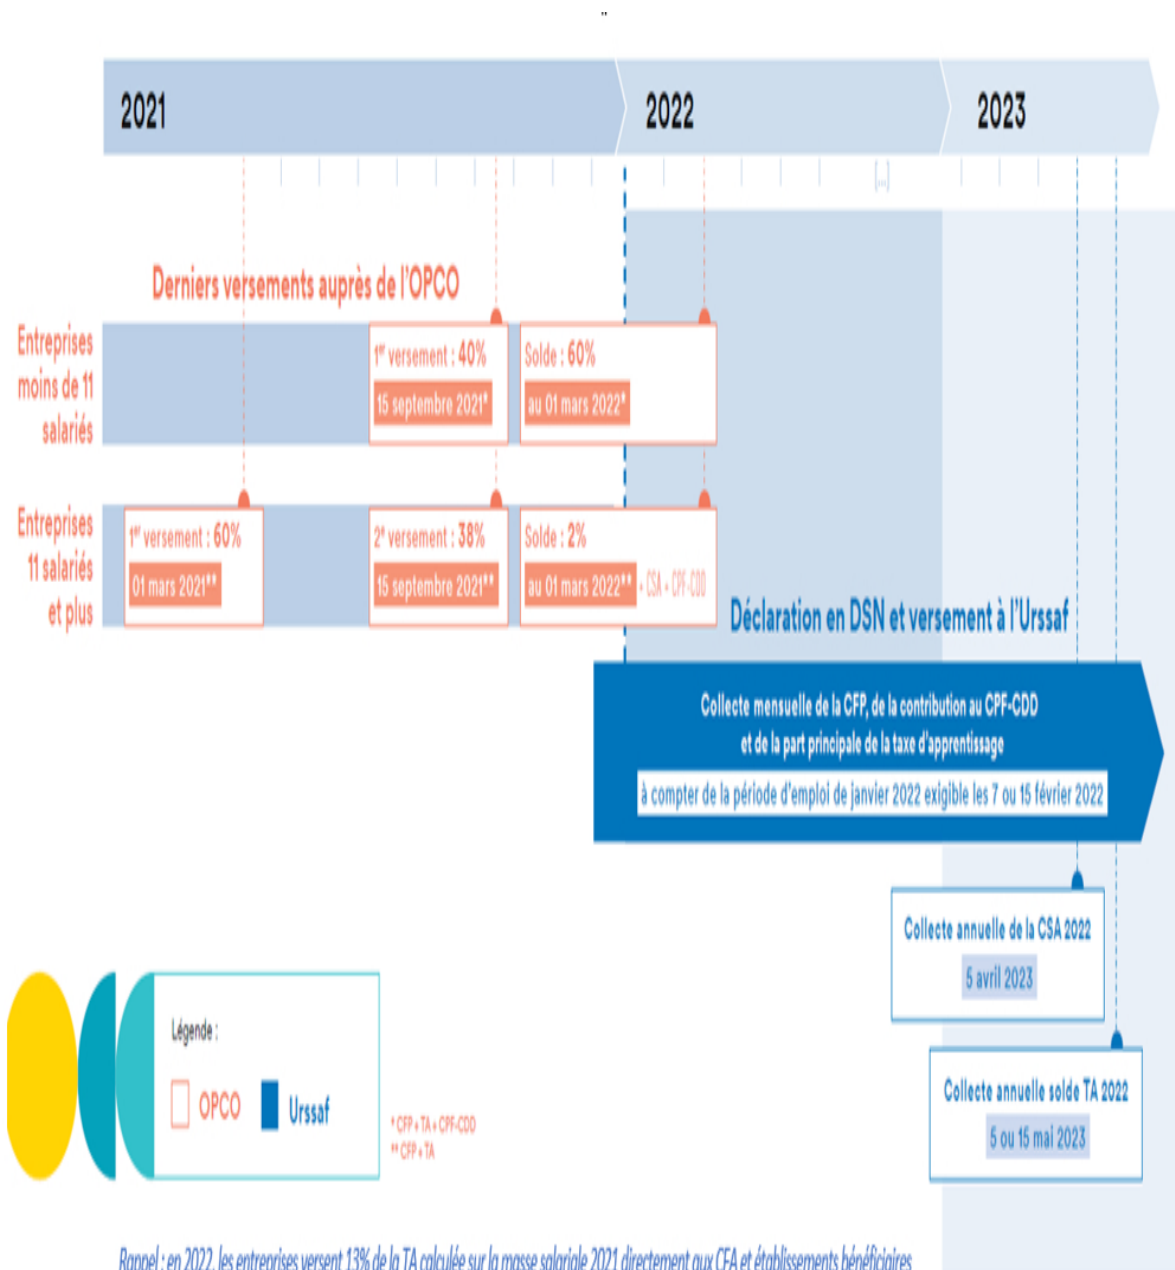 "
2021
2022
2023
[...]
Derniers versements auprès de l'OPCO
Entreprises
moins de 11
salariés
1er versement : 40%
15 septembre 2021*
Solde : 60%
au 01 mars 2022*
Entreprises
11 salariés
et plus
1er versement : 60%
01 mars 2021**
2e versement : 38%
15 septembre 2021**
Solde : 2%
au 01 mars 2022** + CSA + CPF-CDD
Déclaration en DSN et versement à l'Urssaf
Collecte mensuelle de la CFP, de la contribution au CPF-CDD
et de la part principale de la taxe d'apprentissage
à compter de la période d'emploi de janvier 2022 exigible les 7 ou 15 février 2022
Collecte annuelle de la CSA 2022
5 avril 2023
Collecte annuelle solde TA 2022
5 ou 15 mai 2023
Légende :
OPCO
Urssaf
* CFP + TA + CPF-CDD
** CFP + TA
Rappel : en 2022, les entreprises versent 13% de la TA calculée sur la masse salariale 2021 directement aux CFA et établissements bénéficiaires